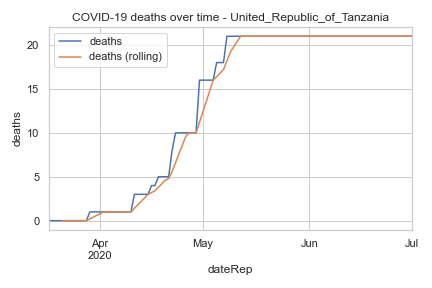 COVID-19 deaths over time - United_Republic_of_Tanzania
deaths
deaths (rolling)
deaths
20
15
10
5
0
Apr
2020
May
Jun
Jul
dateRep